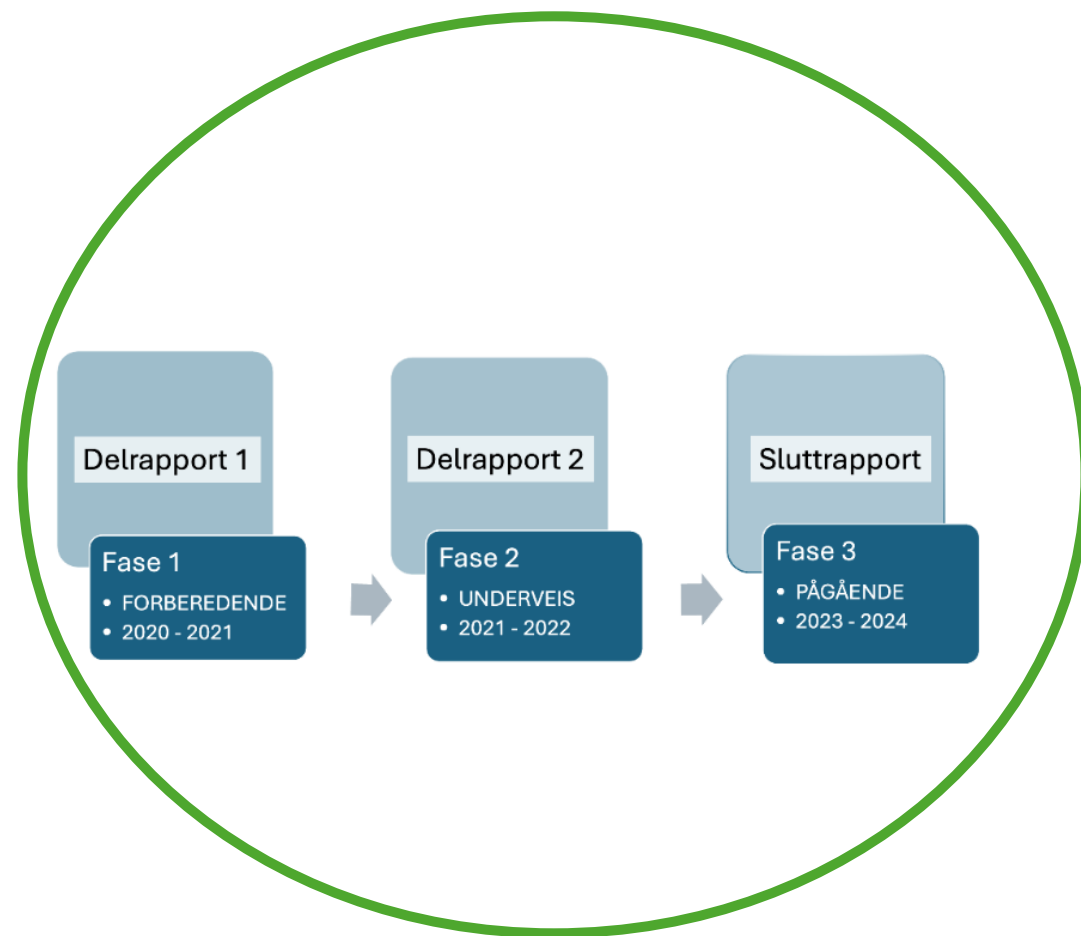 Delrapport 1
Fase 1
• FORBEREDENDE
• 2020 - 2021
Delrapport 2
Fase 2
• UNDERVEIS
• 2021 - 2022
Sluttrapport
Fase 3
• PÅGÅENDE
• 2023 - 2024